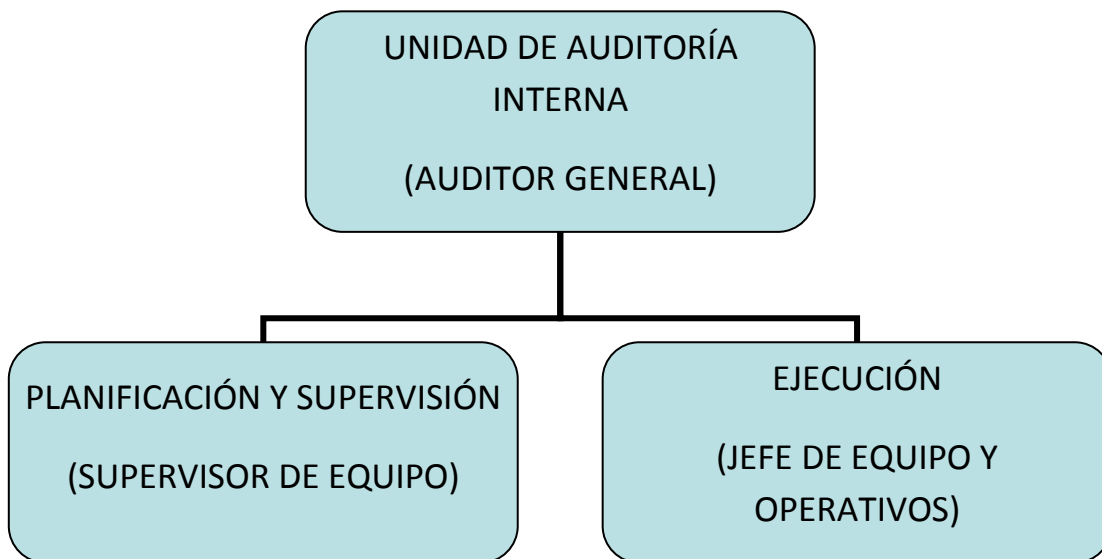 UNIDAD DE AUDITORÍA
INTERNA
(AUDITOR GENERAL)
PLANIFICACIÓN Y SUPERVISIÓN
(SUPERVISOR DE EQUIPO)
EJECUCIÓN
(JEFE DE EQUIPO Y
OPERATIVOS)